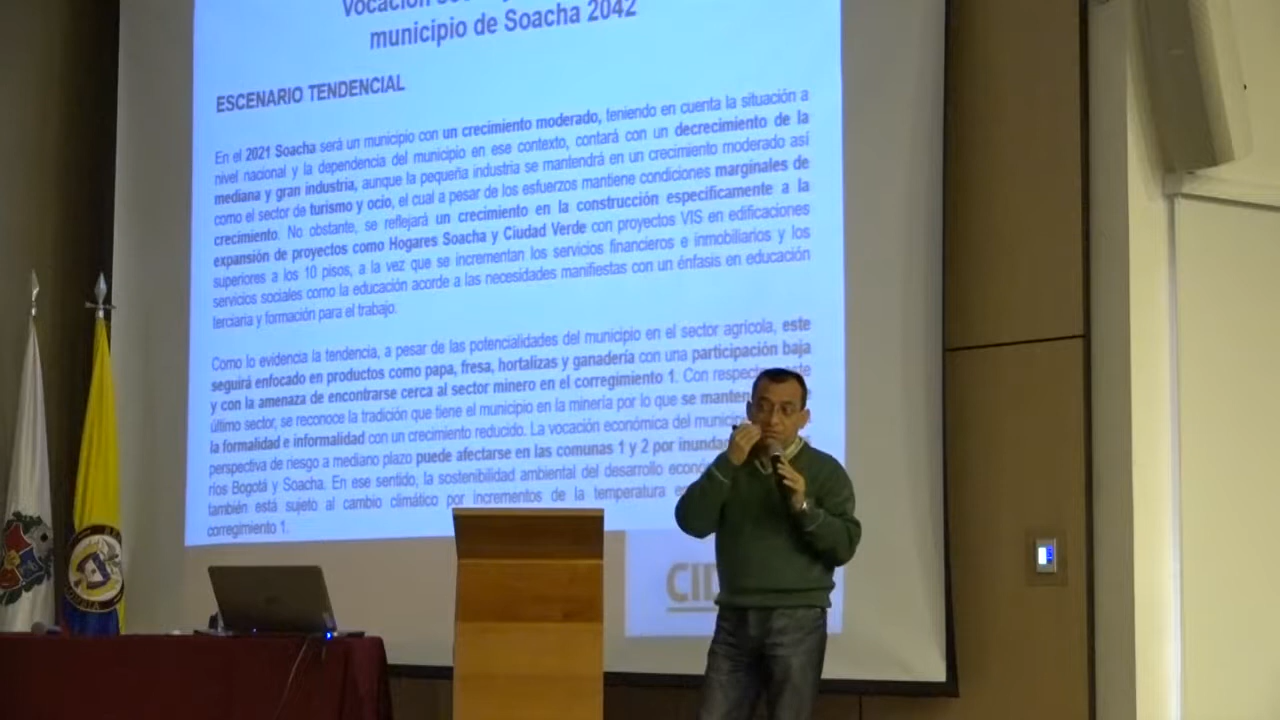 municipio de Soacha 2042
ESCENARIO TENDENCIAL
En el 2021 Soacha será un municipio con un crecimiento moderado, teniendo en cuenta la situación a
nivel nacional y la dependencia del municipio en ese contexto, contará con un decrecimiento de la
mediana y gran industria, aunque la pequeña industria se mantendrá en un crecimiento moderado así
como el sector de turismo y ocio, el cual a pesar de los esfuerzos mantiene condiciones marginales de
crecimiento. No obstante, se reflejará un crecimiento en la construcción específicamente a la
expansión de proyectos como Hogares Soacha y Ciudad Verde con proyectos VIS en edificaciones
superiores a los 10 pisos, a la vez que se incrementan los servicios financieros e inmobiliarios y los
servicios sociales como la educación acorde a las necesidades manifiestas con un énfasis en educación
terciaria y formación para el trabajo.
Como lo evidencia la tendencia, a pesar de las potencialidades del municipio en el sector agrícola, este
seguirá enfocado en productos como papa, fresa, hortalizas y ganadería con una participación baja
y con la amenaza de encontrarse cerca al sector minero en el corregimiento 1. Con
último sector, se reconoce la tradición que tiene el municipio en la minería por lo que se
la formalidad e informalidad con un crecimiento reducido. La vocación económica del
perspectiva de riesgo a mediano plazo puede afectarse en las comunas 1 y 2 por
ríos Bogotá y Soacha. En ese sentido, la sostenibilidad ambiental del desarrollo
también está sujeto al cambio climático por incrementos de la temperatura
corregimiento 1.